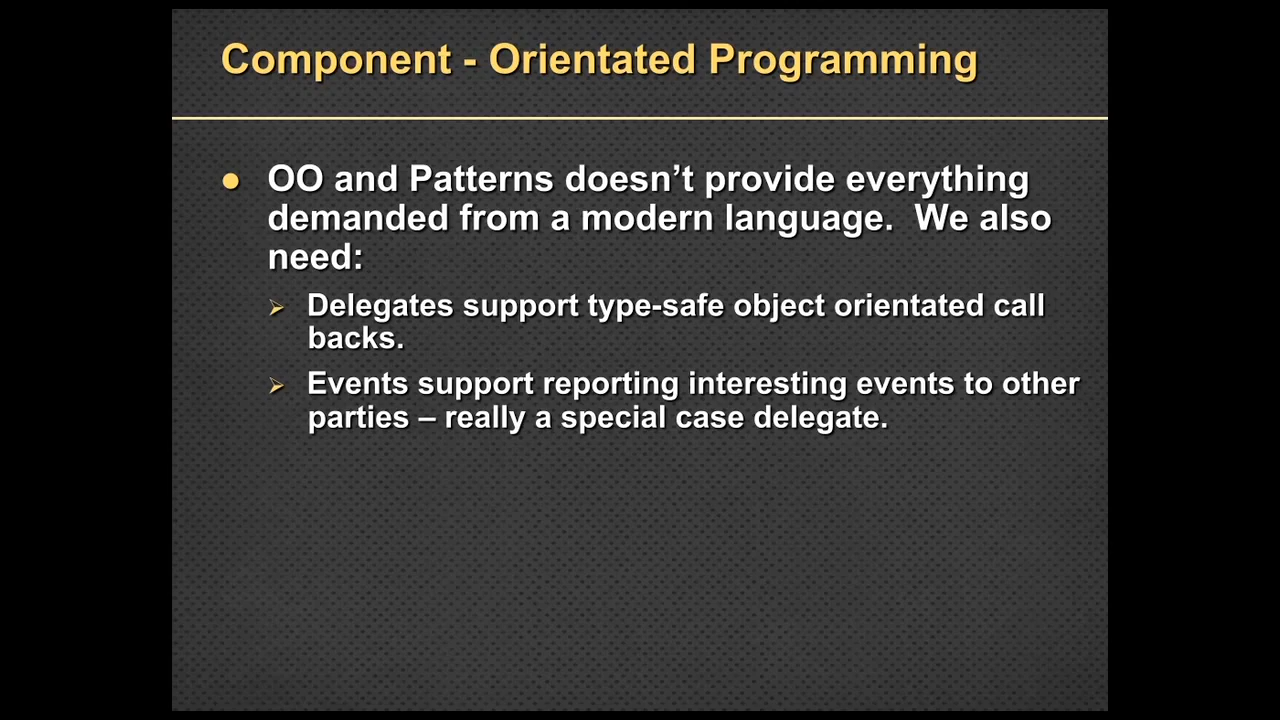 Component - Orientated Programming
● OO and Patterns doesn’t provide everything
demanded from a modern language.  We also
need:
➢ Delegates support type-safe object orientated call
backs.
➢ Events support reporting interesting events to other
parties – really a special case delegate.